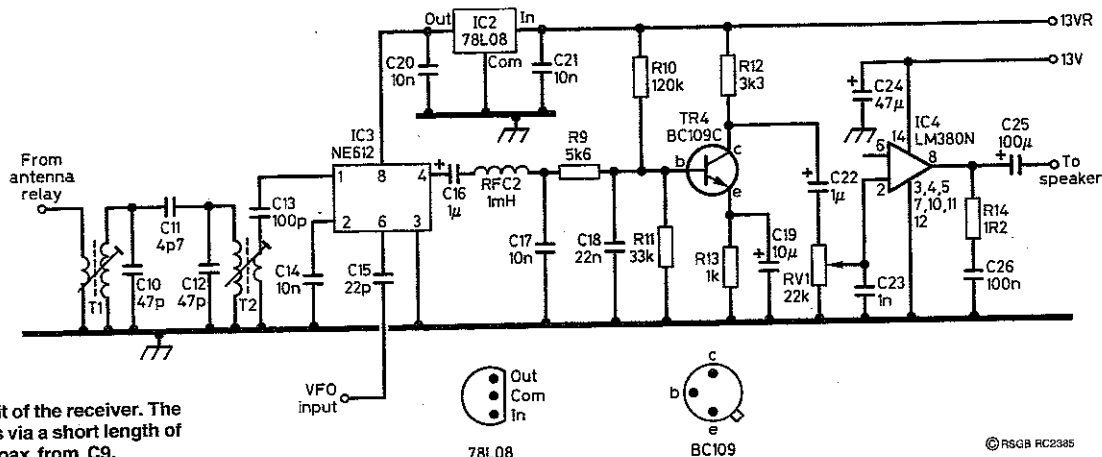 Out
IC2
78L08
In
Com
13VR
13V
C20
10n
C21
10n
R10
120k
R12
3k3
C24
47μ
+
TR4
BC109C
IC4
LM380N
C25
100μ
+
IC3
NE612
R9
5k6
b
c
e
14
6
2
8
To
speaker
From
antenna
relay
1
8
4
2
6
3
+
C16
1μ
RFC2
1mH
C22
1μ
+
3,4,5
7,10,11
12
R14
1R2
C11
4p7
C13
100p
C17
10n
C18
22n
R11
33k
R13
1k
C19
10μ
+
RV1
22k
C23
1n
C26
100n
T1
C10
47p
C12
47p
T2
C14
10n
C15
22p
VFO
input
it of the receiver. The
s via a short length of
oax from C9.
Out
Com
In
78L08
c
b
e
BC109
©RSGB RC2385